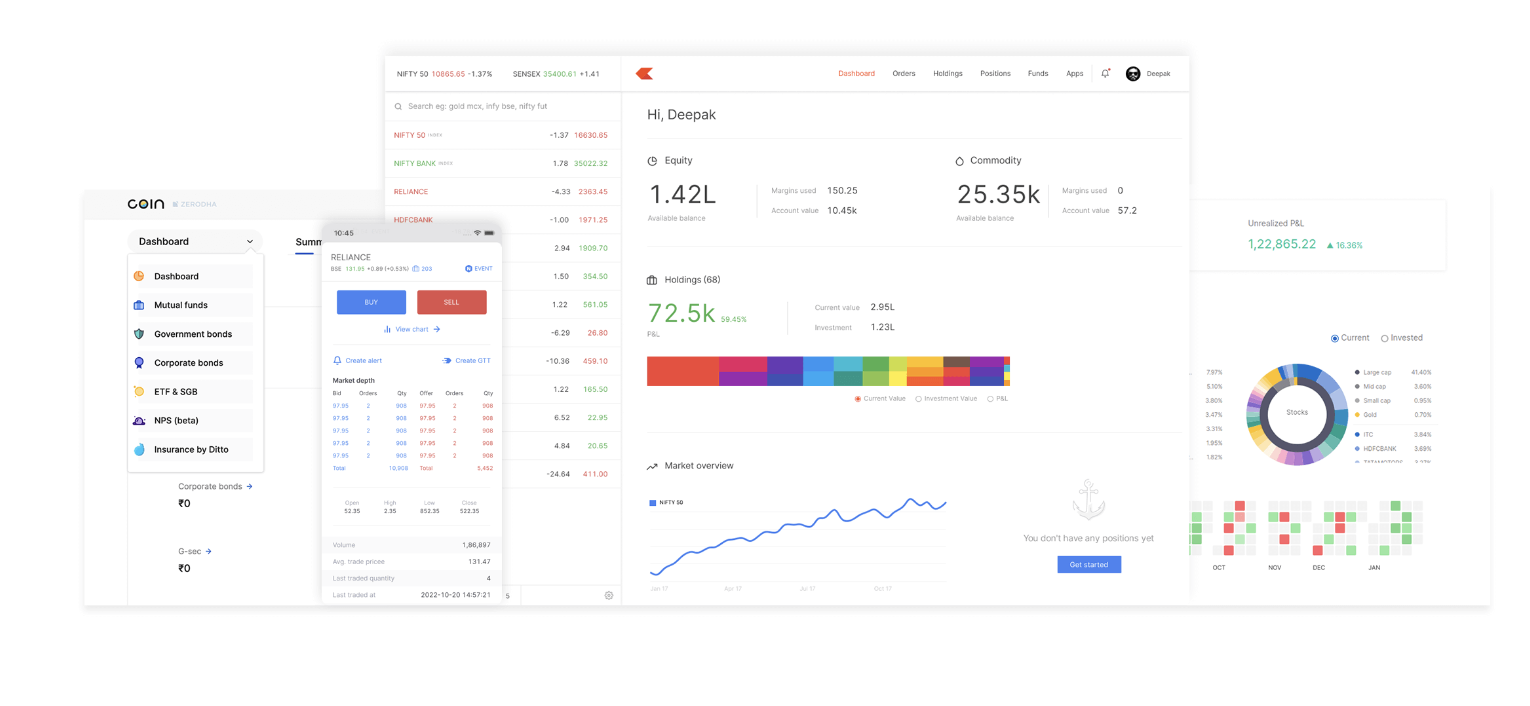 NIFTY 50 10865.65 -1.37% SENSEX 35400.61 +1.41
Dashboard Orders Holdings Positions Funds Apps Deepak
Search eg: gold mcx, infy bse, nifty fut
NIFTY 50 INDEX -1.37 16630.65
NIFTY BANK INDEX 1.78 35022.32
RELIANCE -4.33 2363.45
HDFCBANK -1.00 1971.25
2.94 1909.70
1.50 354.50
1.22 561.05
-6.29 26.80
-10.36 459.10
1.22 165.50
6.52 22.95
4.84 20.65
-24.64 411.00
5
Hi, Deepak
Equity
1.42L
Available balance
Margins used 150.25
Account value 10.45k
Commodity
25.35k
Available balance
Margins used 0
Account value 57.2
Holdings (68)
72.5k 59.45%
P&L
Current value 2.95L
Investment 1.23L
Current Value Investment Value P&L
Market overview
NIFTY 50
Jan 17 Apr 17 Jul 17 Oct 17
You don't have any positions yet
Get started
COIN ZERODHA
Dashboard
Summ
Dashboard
Mutual funds
Government bonds
Corporate bonds
ETF & SGB
NPS (beta)
Insurance by Ditto
Corporate bonds →
₹0
G-sec →
₹0
10:45
RELIANCE
BSE 131.95 +0.89 (+0.53%) 203 EVENT
BUY SELL
View chart →
Create alert Create GTT
Market depth
Bid Orders Qty Offer Orders Qty
97.95 2 908 97.95 2 908
97.95 2 908 97.95 2 908
97.95 2 908 97.95 2 908
97.95 2 908 97.95 2 908
97.95 2 908 97.95 2 908
Total 10,908 Total 5,452
Open High Low Close
52.35 2.35 852.35 522.35
Volume 1,86,897
Avg. trade pricee 131.47
Last traded quantity 4
Last traded at 2022-10-20 14:57:21
Unrealized P&L
1,22,865.22 ▲ 16.36%
Current Invested
7.97%
5.10%
3.80%
3.47%
3.31%
1.95%
1.82%
Stocks
Large cap 41.40%
Mid cap 3.60%
Small cap 0.95%
Gold 0.70%
ITC 3.84%
HDFCBANK 3.69%
OCT NOV DEC JAN